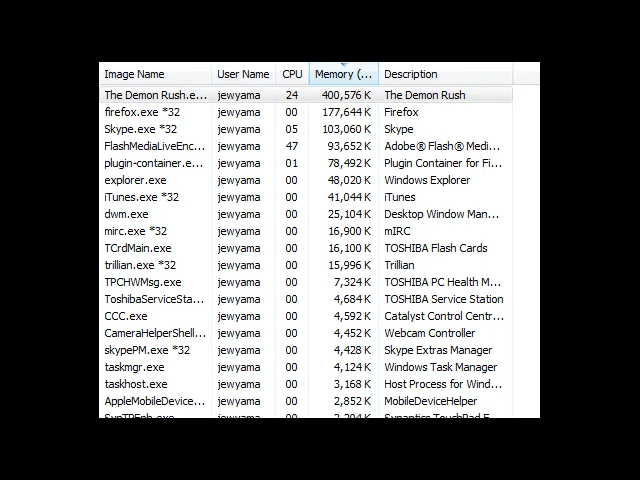 Image Name User Name CPU Memory (... Description
The Demon Rush.e... jewyama 24 400,576 K The Demon Rush
firefox.exe *32 jewyama 00 177,644 K Firefox
Skype.exe *32 jewyama 05 103,060 K Skype
FlashMediaLiveEnc... jewyama 47 93,652 K Adobe® Flash® Medi...
plugin-container.e... jewyama 01 78,492 K Plugin Container for Fi...
explorer.exe jewyama 00 48,020 K Windows Explorer
iTunes.exe *32 jewyama 00 41,044 K iTunes
dwm.exe jewyama 00 25,104 K Desktop Window Man...
mirc.exe *32 jewyama 00 16,900 K mIRC
TCrdMain.exe jewyama 00 16,100 K TOSHIBA Flash Cards
trillian.exe *32 jewyama 00 15,996 K Trillian
TPCHWMsg.exe jewyama 00 7,324 K TOSHIBA PC Health M...
ToshibaServiceSta... jewyama 00 4,684 K TOSHIBA Service Station
CCC.exe jewyama 00 4,592 K Catalyst Control Centr...
CameraHelperShell... jewyama 00 4,452 K Webcam Controller
skypePM.exe *32 jewyama 00 4,428 K Skype Extras Manager
taskmgr.exe jewyama 00 4,124 K Windows Task Manager
taskhost.exe jewyama 00 3,168 K Host Process for Wind...
AppleMobileDevice... jewyama 00 2,852 K MobileDeviceHelper
SynTPEnh.exe jewyama 00 2,294 K Synaptics TouchPad E...